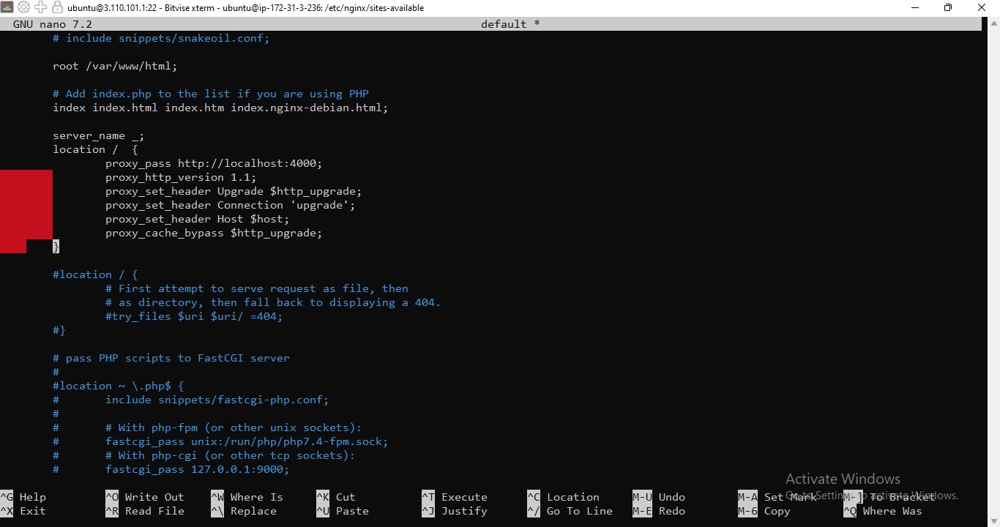 ubuntu@3.110.101.1:22 - Bitvise xterm - ubuntu@ip-172-31-3-236: /etc/nginx/sites-available
GNU nano 7.2 default *
# include snippets/snakeoil.conf;
root /var/www/html;
# Add index.php to the list if you are using PHP
index index.html index.htm index.nginx-debian.html;
server_name _;
location / {
proxy_pass http://localhost:4000;
proxy_http_version 1.1;
proxy_set_header Upgrade $http_upgrade;
proxy_set_header Connection 'upgrade';
proxy_set_header Host $host;
proxy_cache_bypass $http_upgrade;
}
#location / {
# First attempt to serve request as file, then
# as directory, then fall back to displaying a 404.
#try_files $uri $uri/ =404;
#}
# pass PHP scripts to FastCGI server
#
#location ~ \.php$ {
# include snippets/fastcgi-php.conf;
#
# # With php-fpm (or other unix sockets):
# fastcgi_pass unix:/run/php/php7.4-fpm.sock;
# # With php-cgi (or other tcp sockets):
# fastcgi_pass 127.0.0.1:9000;
Activate Windows
Go to Settings to activate Windows.
^G Help ^O Write Out ^W Where Is ^K Cut ^T Execute ^C Location M-U Undo M-A Set Mark M-] To Bracket
^X Exit ^R Read File ^\ Replace ^U Paste ^J Justify ^/ Go To Line M-E Redo M-6 Copy ^Q Where Was